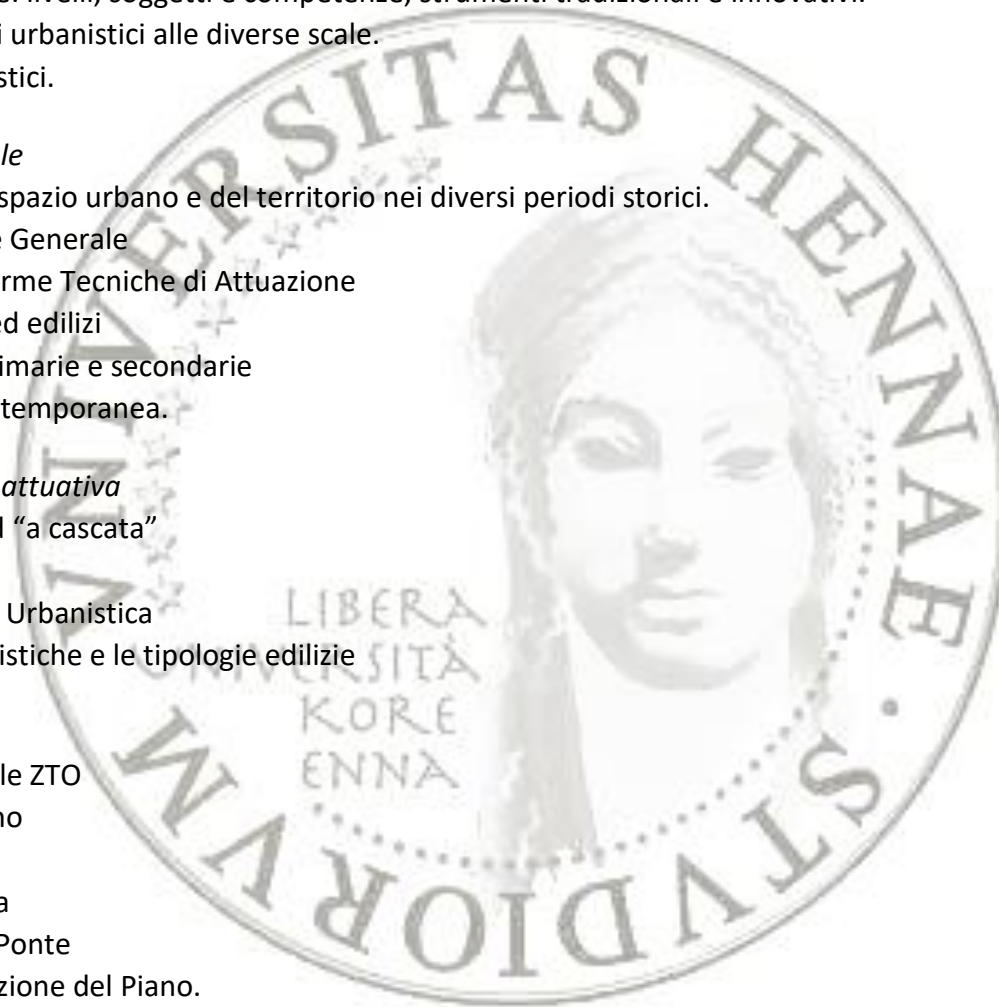 livelli, soggetti e competenze, strumenti tradizionali e innovativi.
i urbanistici alle diverse scale.
stici.
le
spazio urbano e del territorio nei diversi periodi storici.
e Generale
rme Tecniche di Attuazione
ed edilizi
imarie e secondarie
temporanea.
attuativa
d “a cascata”
Urbanistica
istiche e le tipologie edilizie
le ZTO
no
a
Ponte
zione del Piano.
VNIVERSITAS HENNAE · STVDIORVM
LIBERA
UNIVERSITÀ
KORE
ENNA